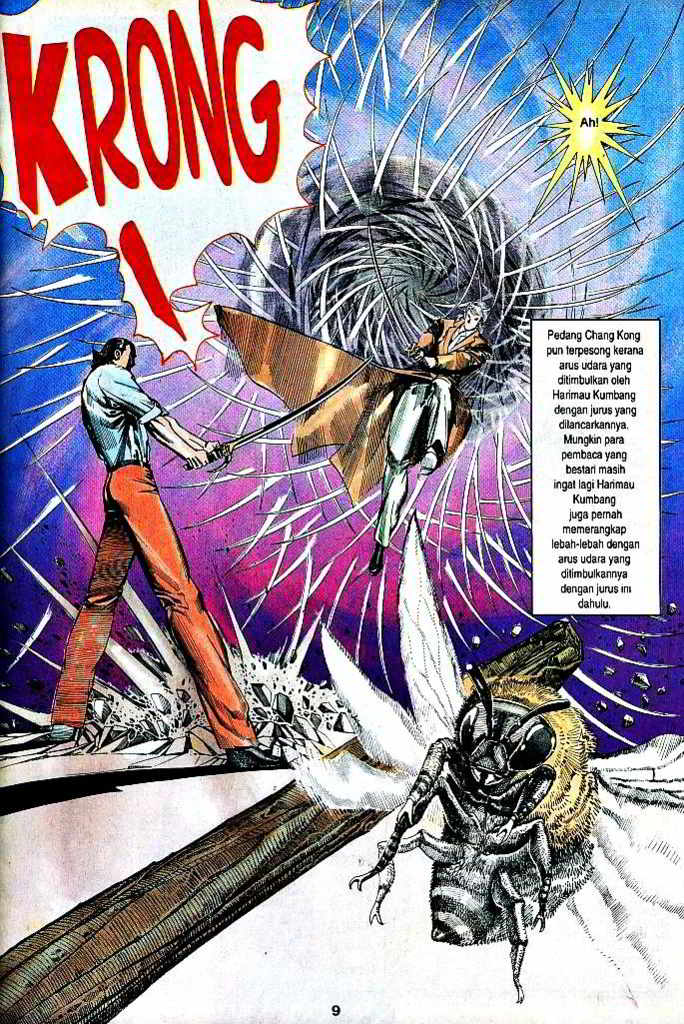 KRONG
!
Ah!
Pedang Chang Kong
pun terpesong kerana
arus udara yang
ditimbulkan oleh
Harimau Kumbang
dengan jurus yang
dilancarkannya.
Mungkin para
pembaca yang
bestari masih
ingat lagi Harimau
Kumbang
juga pernah
memerangkap
lebah-lebah dengan
arus udara yang
ditimbulkannya
dengan jurus ini
dahulu.
9